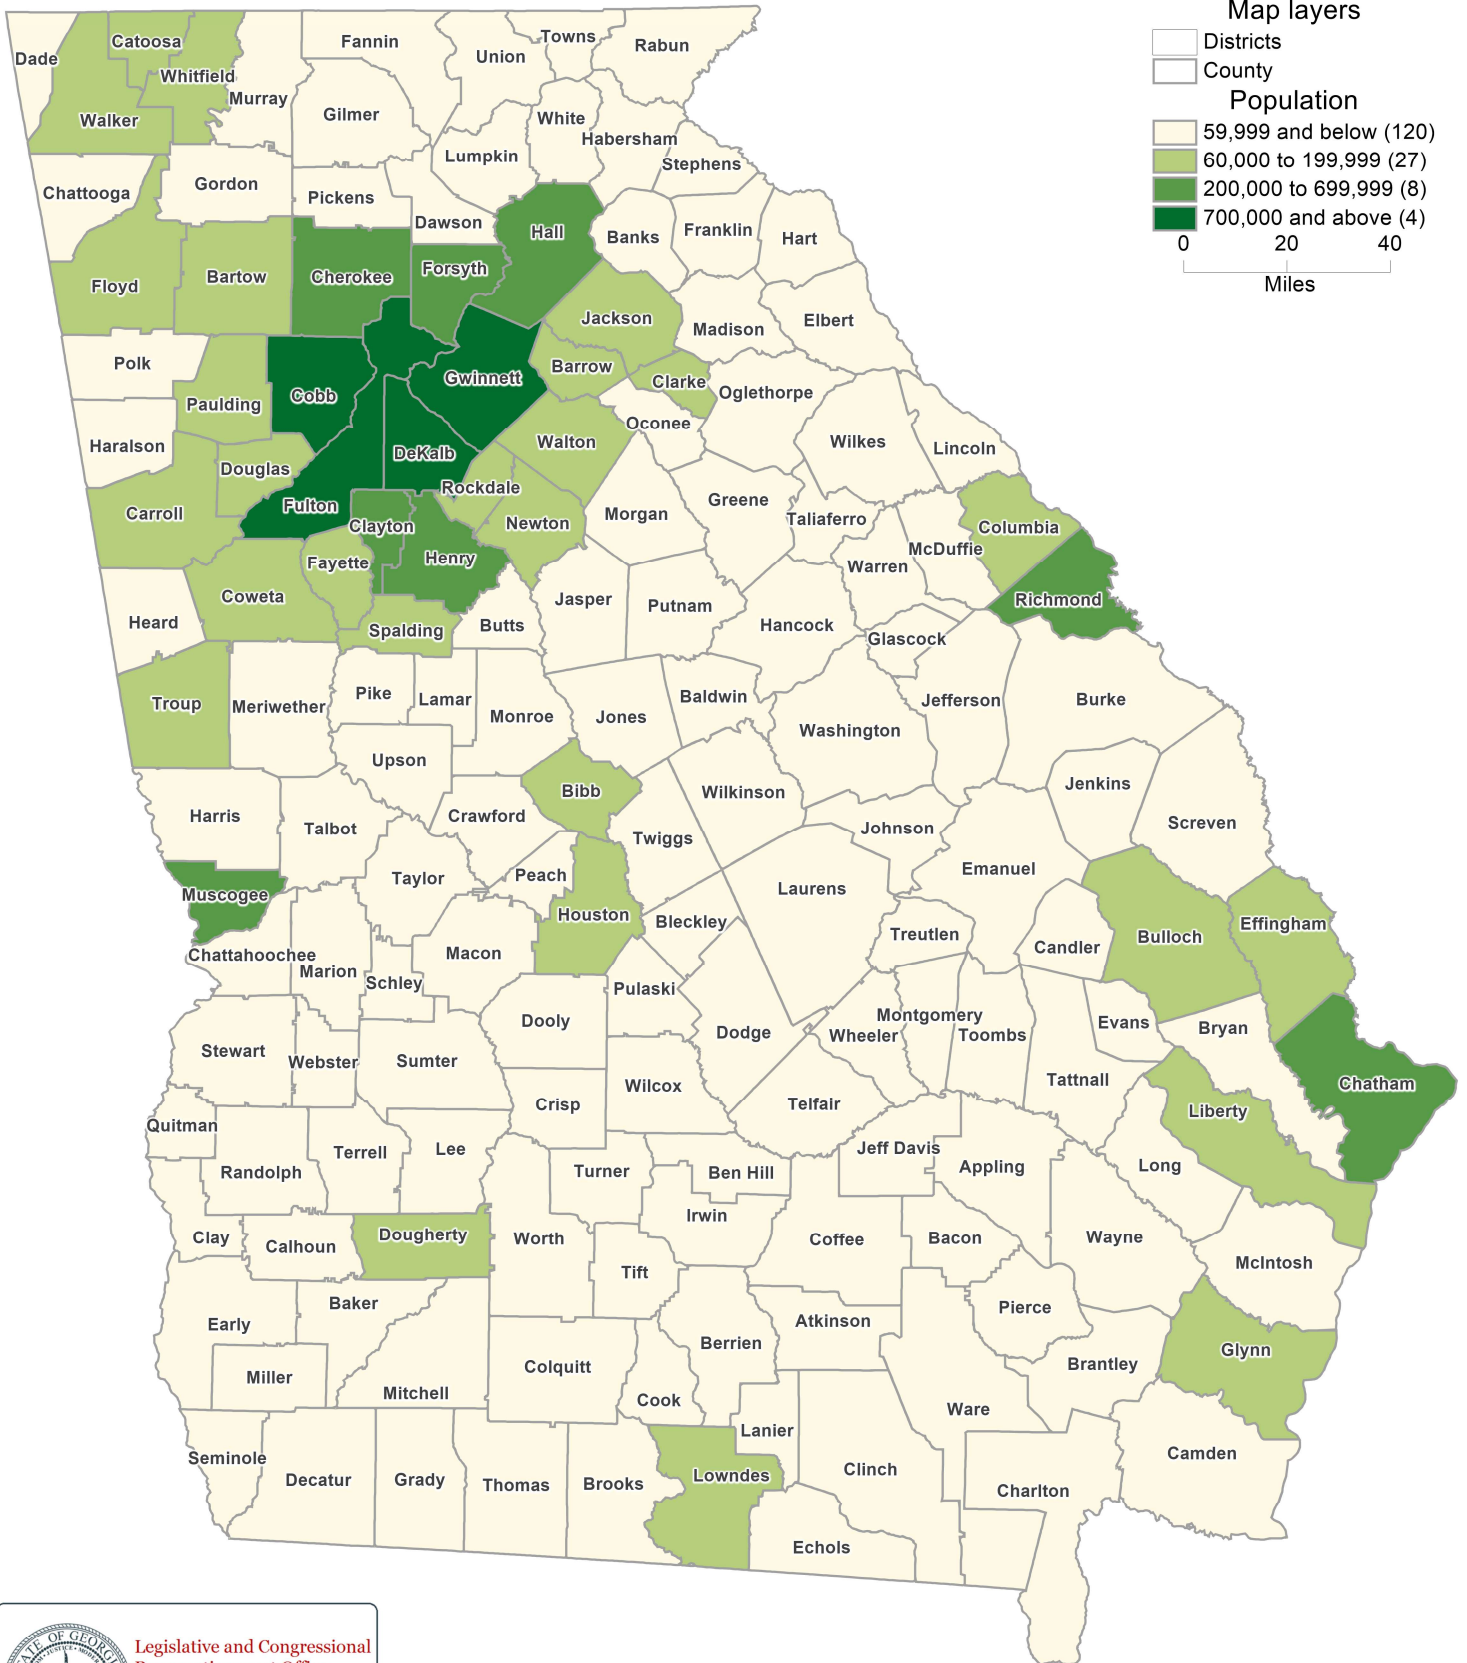 Map layers
Districts
County
Population
59,999 and below (120)
60,000 to 199,999 (27)
200,000 to 699,999 (8)
700,000 and above (4)
0 20 40
Miles
Dade
Catoosa
Whitfield
Walker
Murray
Fannin
Gilmer
Union
Towns
Rabun
White
Habersham
Stephens
Lumpkin
Chattooga
Gordon
Pickens
Dawson
Hall
Banks
Franklin
Hart
Floyd
Bartow
Cherokee
Forsyth
Jackson
Madison
Elbert
Polk
Paulding
Cobb
Gwinnett
Barrow
Clarke
Oglethorpe
Oconee
Wilkes
Lincoln
Haralson
Douglas
DeKalb
Rockdale
Walton
Carroll
Fulton
Clayton
Newton
Morgan
Greene
Taliaferro
Columbia
McDuffie
Warren
Fayette
Henry
Coweta
Richmond
Heard
Spalding
Butts
Jasper
Putnam
Hancock
Glascock
Troup
Meriwether
Pike
Lamar
Monroe
Jones
Baldwin
Washington
Jefferson
Burke
Upson
Harris
Talbot
Crawford
Bibb
Twiggs
Wilkinson
Johnson
Jenkins
Screven
Emanuel
Muscogee
Taylor
Peach
Houston
Laurens
Bleckley
Treutlen
Candler
Bulloch
Effingham
Chattahoochee
Marion
Schley
Macon
Pulaski
Dooly
Dodge
Wheeler
Montgomery
Toombs
Evans
Bryan
Stewart
Webster
Sumter
Tattnall
Chatham
Crisp
Wilcox
Telfair
Liberty
Quitman
Randolph
Terrell
Lee
Turner
Ben Hill
Jeff Davis
Appling
Long
Clay
Calhoun
Dougherty
Worth
Irwin
Coffee
Bacon
Wayne
McIntosh
Tift
Early
Baker
Pierce
Atkinson
Berrien
Miller
Mitchell
Colquitt
Cook
Brantley
Glynn
Ware
Lanier
Seminole
Decatur
Grady
Thomas
Brooks
Lowndes
Clinch
Charlton
Camden
Echols
Legislative and Congressional